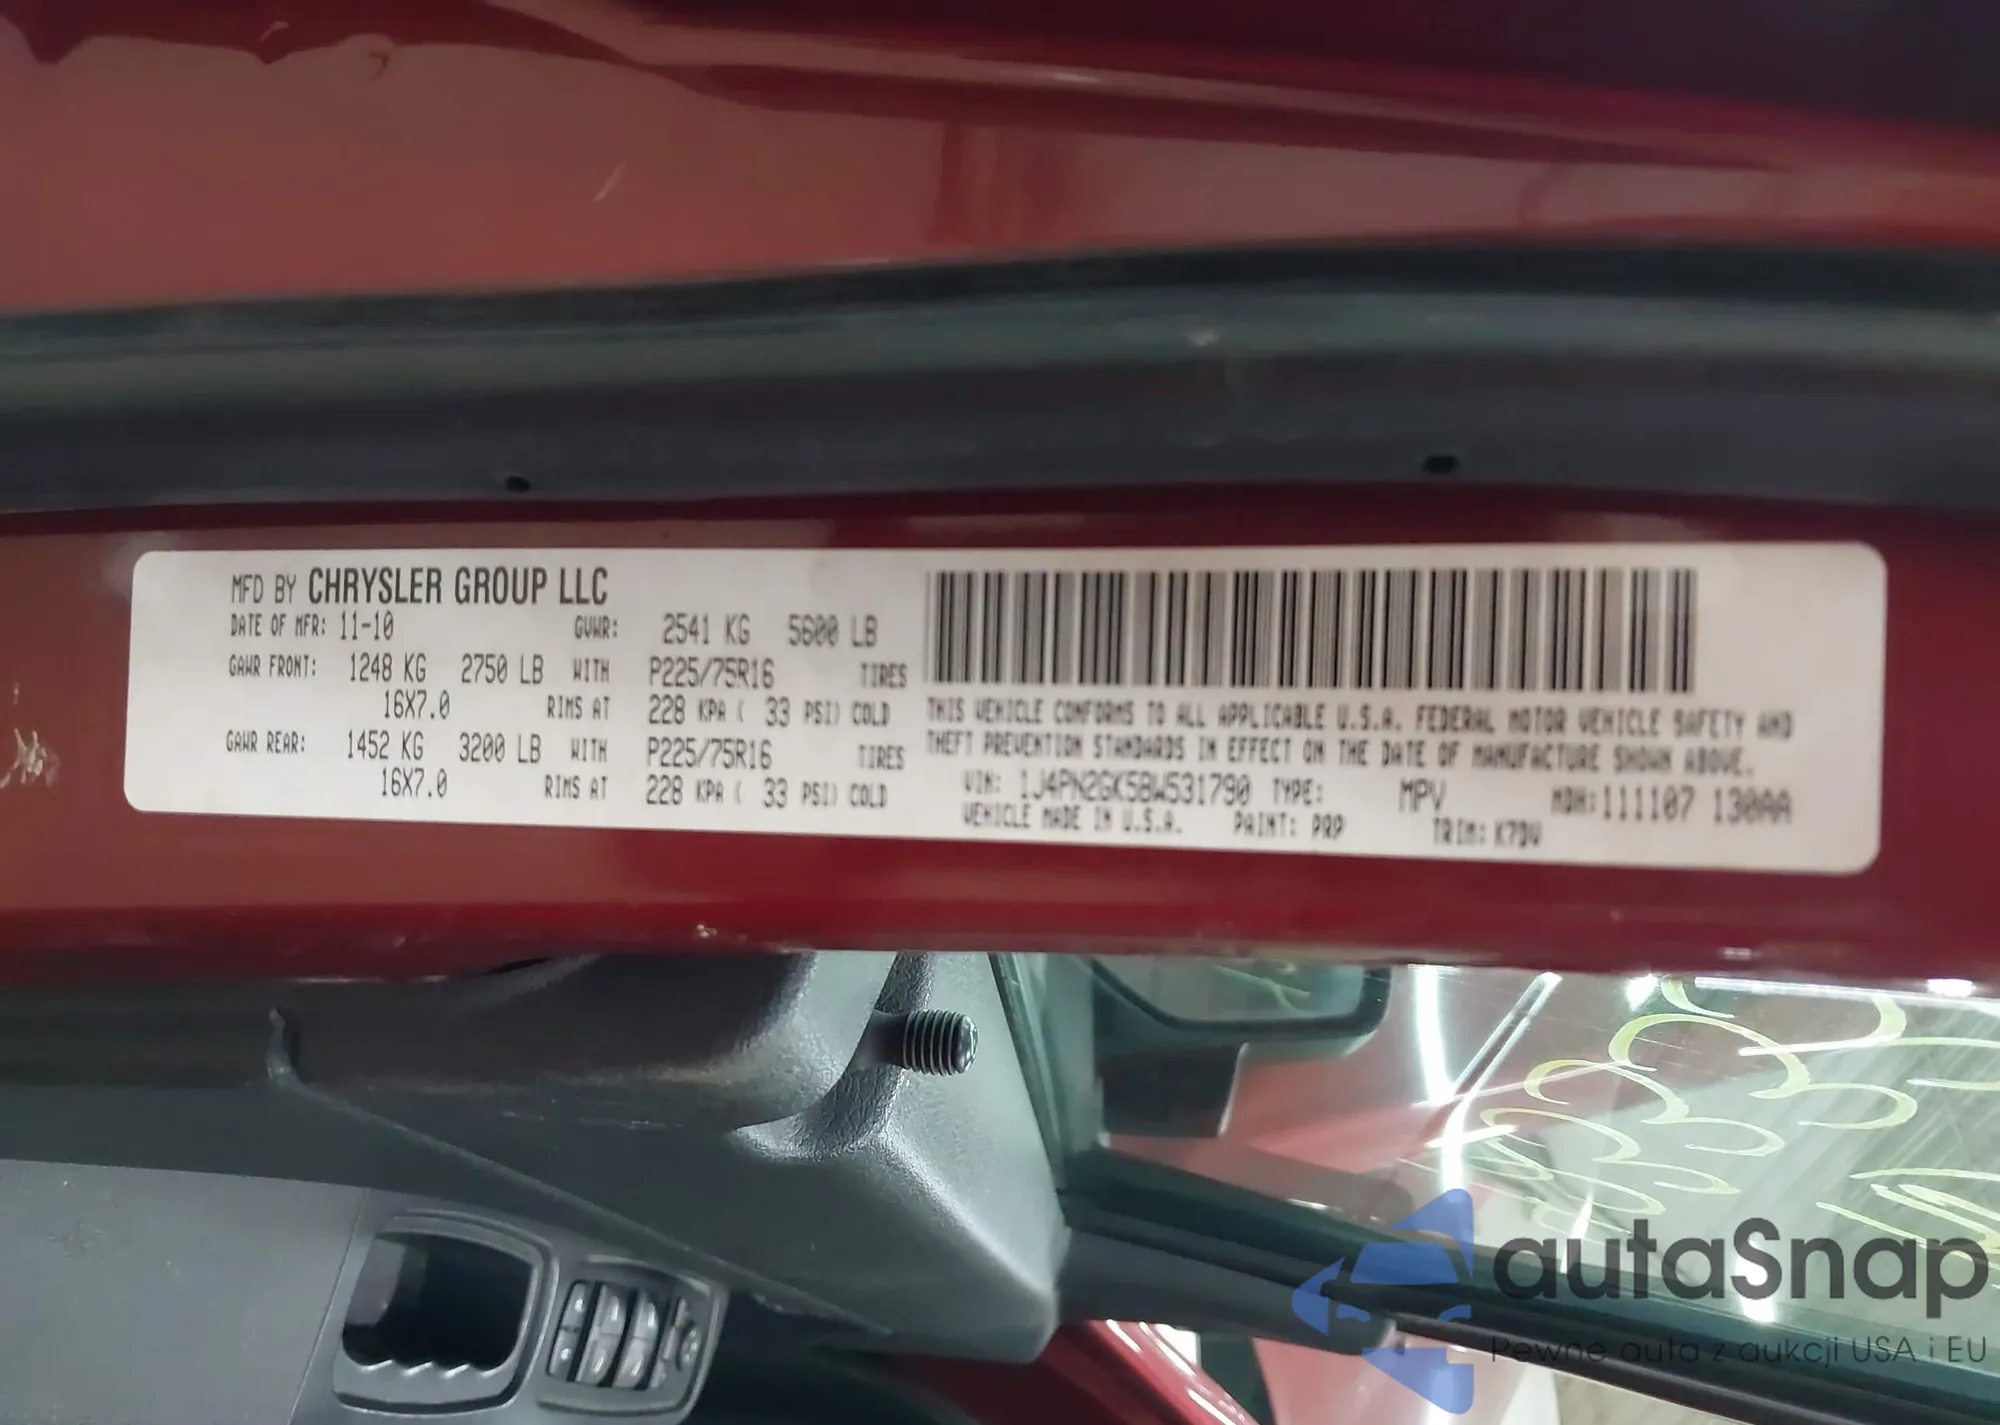 MFD BY CHRYSLER GROUP LLC
DATE OF MFR: 11-10 GVWR: 2541 KG 5600 LB
GAWR FRONT: 1248 KG 2750 LB WITH P225/75R16 TIRES
16X7.0 RIMS AT 228 KPA ( 33 PSI) COLD
GAWR REAR: 1452 KG 3200 LB WITH P225/75R16 TIRES
16X7.0 RIMS AT 228 KPA ( 33 PSI) COLD
THIS VEHICLE CONFORMS TO ALL APPLICABLE U.S.A. FEDERAL MOTOR VEHICLE SAFETY AND
THEFT PREVENTION STANDARDS IN EFFECT ON THE DATE OF MANUFACTURE SHOWN ABOVE.
VIN: 1J4PN2GK5BW531790 TYPE: MPV MDH: 111107 130AA
VEHICLE MADE IN U.S.A. PAINT: PRP TRIM: K7DV
autaSnap
Pewne auta z aukcji USA i EU